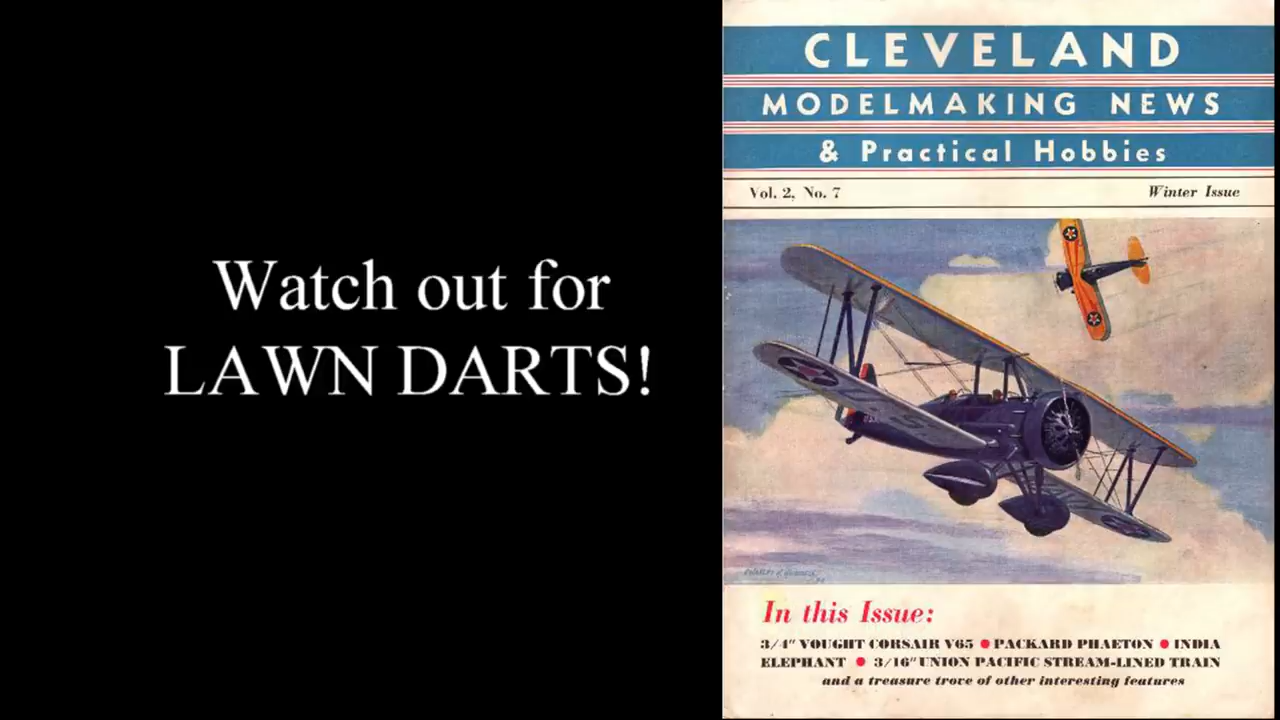 Watch out for
LAWN DARTS!
CLEVELAND
MODELMAKING NEWS
& Practical Hobbies
Vol. 2, No. 7 Winter Issue
In this Issue:
3/4" VOUGHT CORSAIR V65 ● PACKARD PHAETON ● INDIA
ELEPHANT ● 3/16" UNION PACIFIC STREAM-LINED TRAIN
and a treasure trove of other interesting features